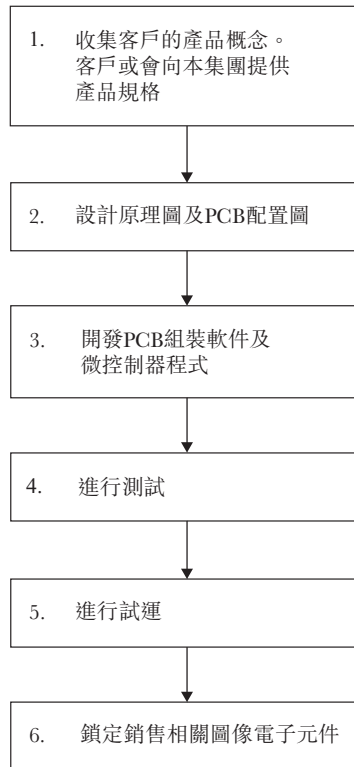 1. 收集客戶的產品概念。
客戶或會向本集團提供
產品規格
2. 設計原理圖及PCB配置圖
3. 開發PCB組裝軟件及
微控制器程式
4. 進行測試
5. 進行試運
6. 鎖定銷售相關圖像電子元件